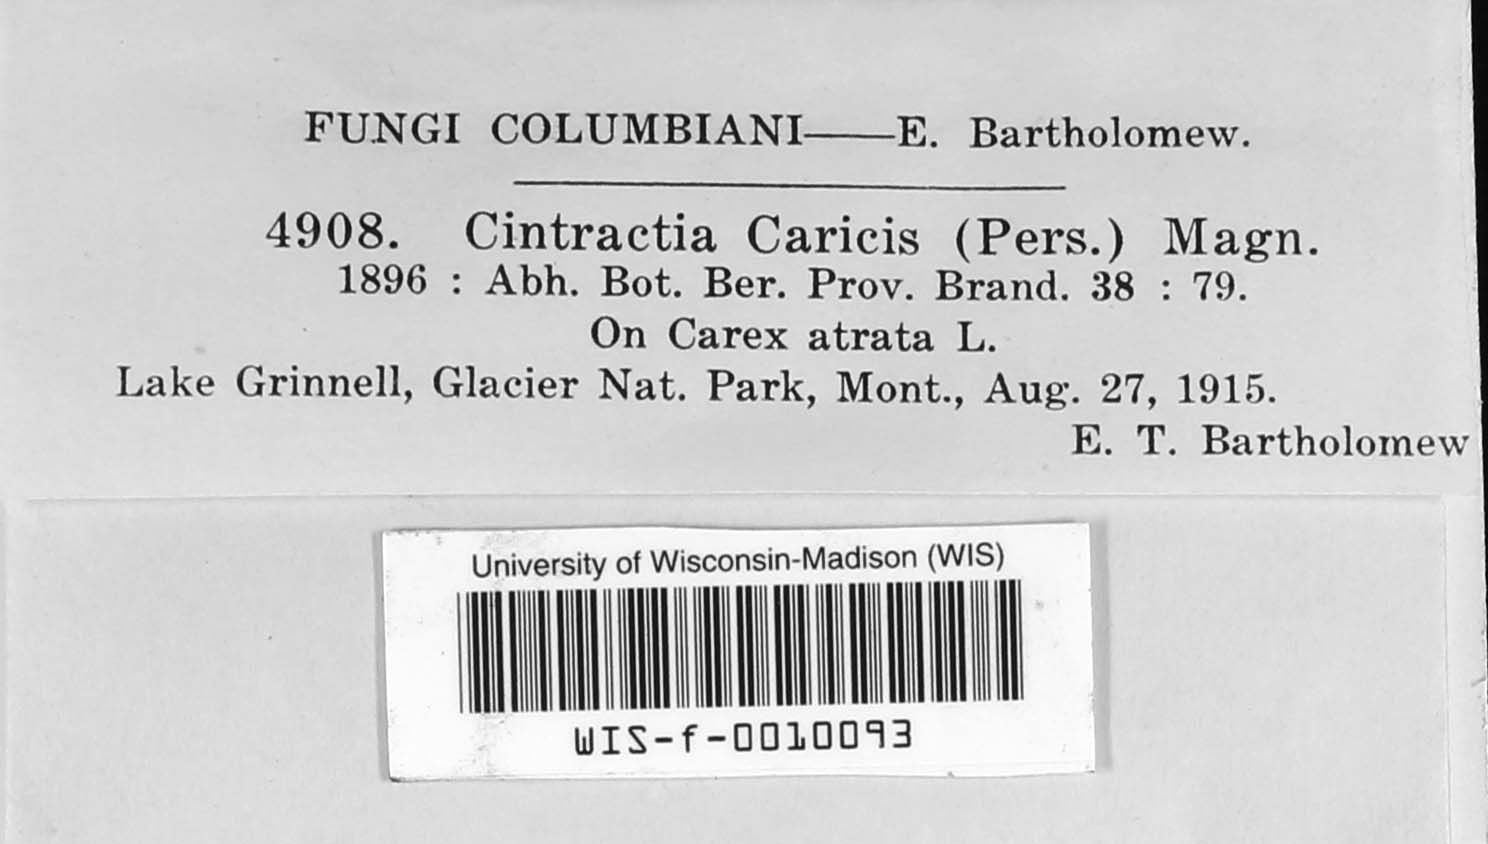 FUNGI COLUMBIANI——E. Bartholomew.
4908. Cintractia Caricis (Pers.) Magn.
1896 : Abh. Bot. Ber. Prov. Brand. 38 : 79.
On Carex atrata L.
Lake Grinnell, Glacier Nat. Park, Mont., Aug. 27, 1915.
E. T. Bartholomew
University of Wisconsin-Madison (WIS)
WIS-f-0010093